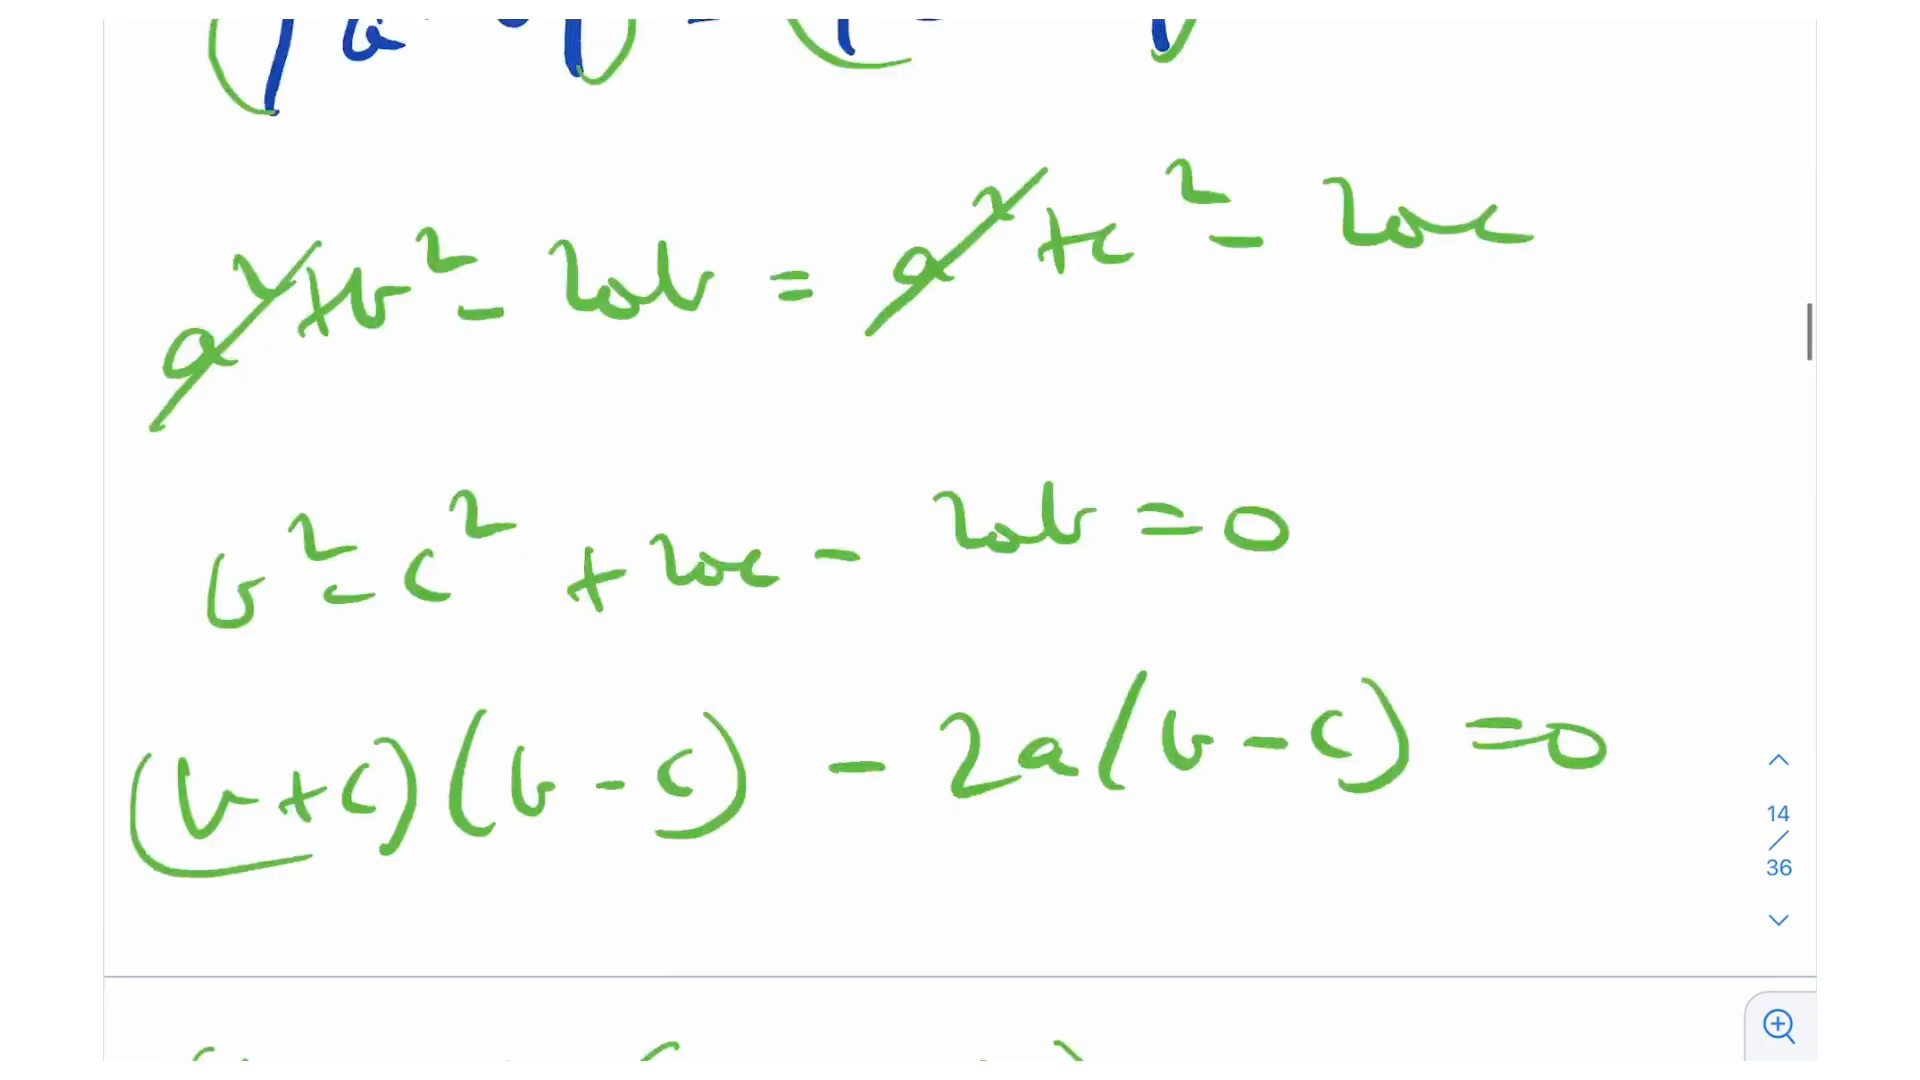 a²+b²-2ab=a²+c²-2ac
b²-c²+2ac-2ab=0
(b+c)(b-c)-2a(b-c)=0
14
/
36